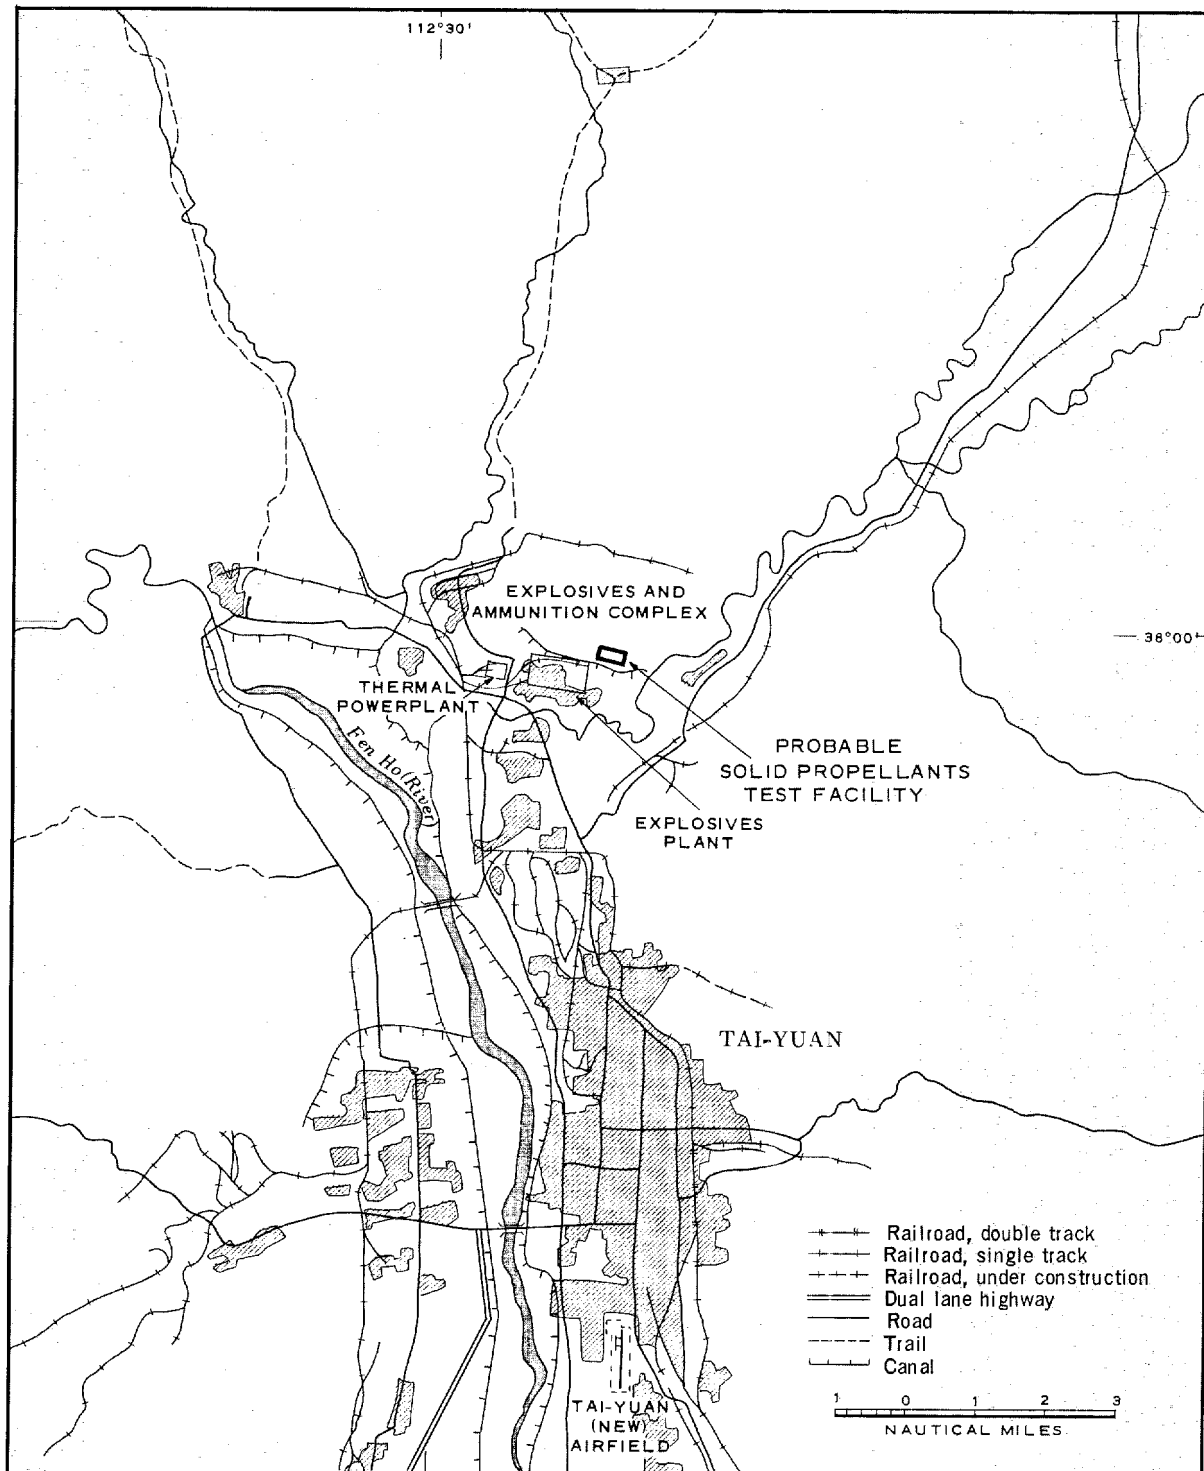 112°30'
EXPLOSIVES AND
AMMUNITION COMPLEX
38°00'
THERMAL
POWERPLANT
Fen Ho (River)
PROBABLE
SOLID PROPELLANTS
TEST FACILITY
EXPLOSIVES
PLANT
TAI-YUAN
Railroad, double track
Railroad, single track
Railroad, under construction
Dual lane highway
Road
Trail
Canal
1 0 1 2 3
NAUTICAL MILES
TAI-YUAN
(NEW)
AIRFIELD